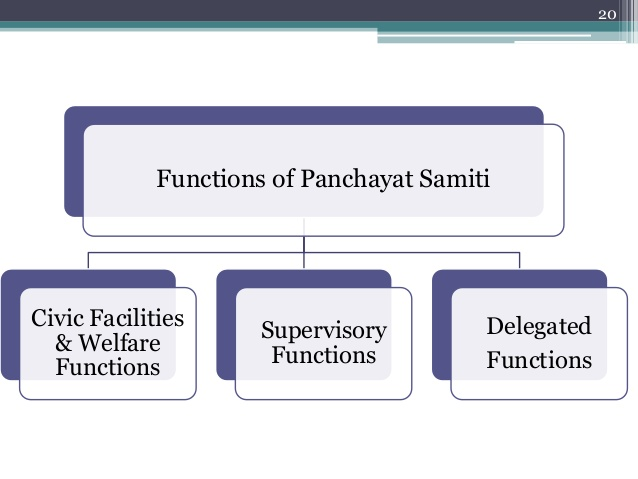 20
Functions of Panchayat Samiti
Civic Facilities
& Welfare
Functions
Supervisory
Functions
Delegated
Functions